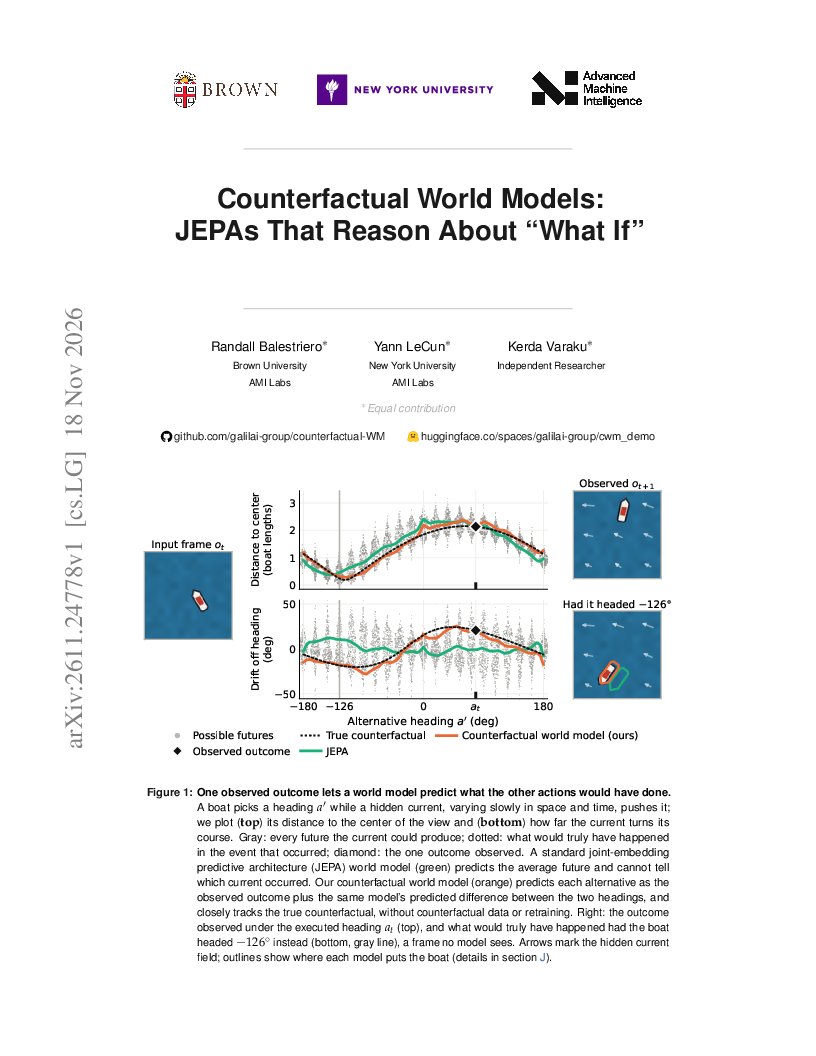 BROWN
NEW YORK UNIVERSITY
Advanced
Machine
Intelligence
Counterfactual World Models:
JEPAs That Reason About “What If”
arXiv:2611.24778v1 [cs.LG] 18 Nov 2026
Randall Balestriero* Yann LeCun* Kerda Varaku*
Brown University New York University Independent Researcher
AMI Labs AMI Labs
*Equal contribution
github.com/galilai-group/counterfactual-WM huggingface.co/spaces/galilai-group/cwm_demo
Input frame oₜ
Distance to center
(boat lengths)
3
2
1
0
Drift off heading
(deg)
50
0
−50
−180 −126 0 aₜ 180
Alternative heading a′ (deg)
Observed oₜ₊₁
Had it headed −126°
Possible futures True counterfactual Counterfactual world model (ours)
Observed outcome JEPA
Figure 1: One observed outcome lets a world model predict what the other actions would have done.
A boat picks a heading a′ while a hidden current, varying slowly in space and time, pushes it;
we plot (top) its distance to the center of the view and (bottom) how far the current turns its
course. Gray: every future the current could produce; dotted: what would truly have happened
in the event that occurred; diamond: the one outcome observed. A standard joint-embedding
predictive architecture (JEPA) world model (green) predicts the average future and cannot tell
which current occurred. Our counterfactual world model (orange) predicts each alternative as the
observed outcome plus the same model’s predicted difference between the two headings, and
closely tracks the true counterfactual, without counterfactual data or retraining. Right: the outcome
observed under the executed heading aₜ (top), and what would truly have happened had the boat
headed −126° instead (bottom, gray line), a frame no model sees. Arrows mark the hidden current
field; outlines show where each model puts the boat (details in section J).